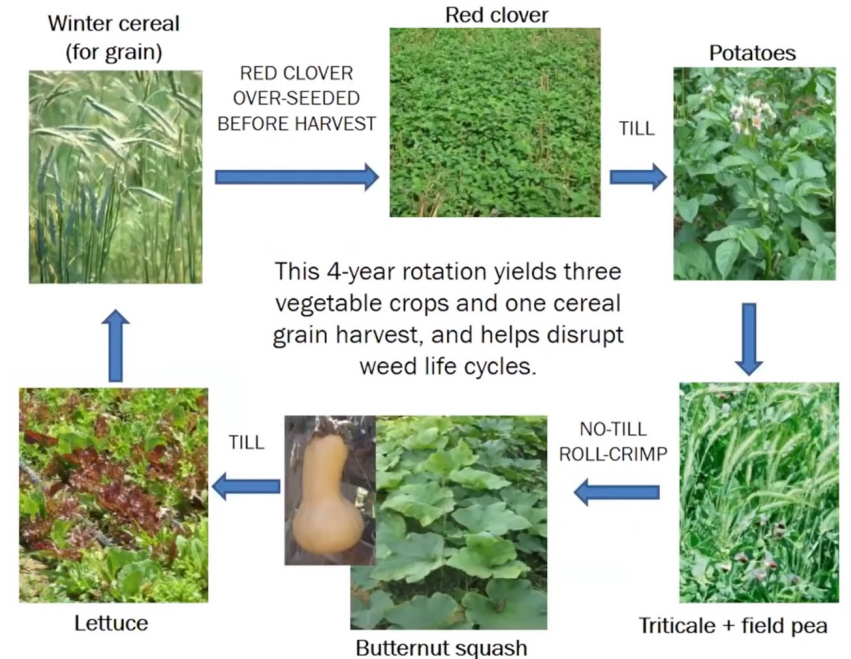 Winter cereal
(for grain)
RED CLOVER
OVER-SEEDED
BEFORE HARVEST
Red clover
TILL
Potatoes
This 4-year rotation yields three
vegetable crops and one cereal
grain harvest, and helps disrupt
weed life cycles.
NO-TILL
ROLL-CRIMP
Triticale + field pea
Butternut squash
TILL
Lettuce